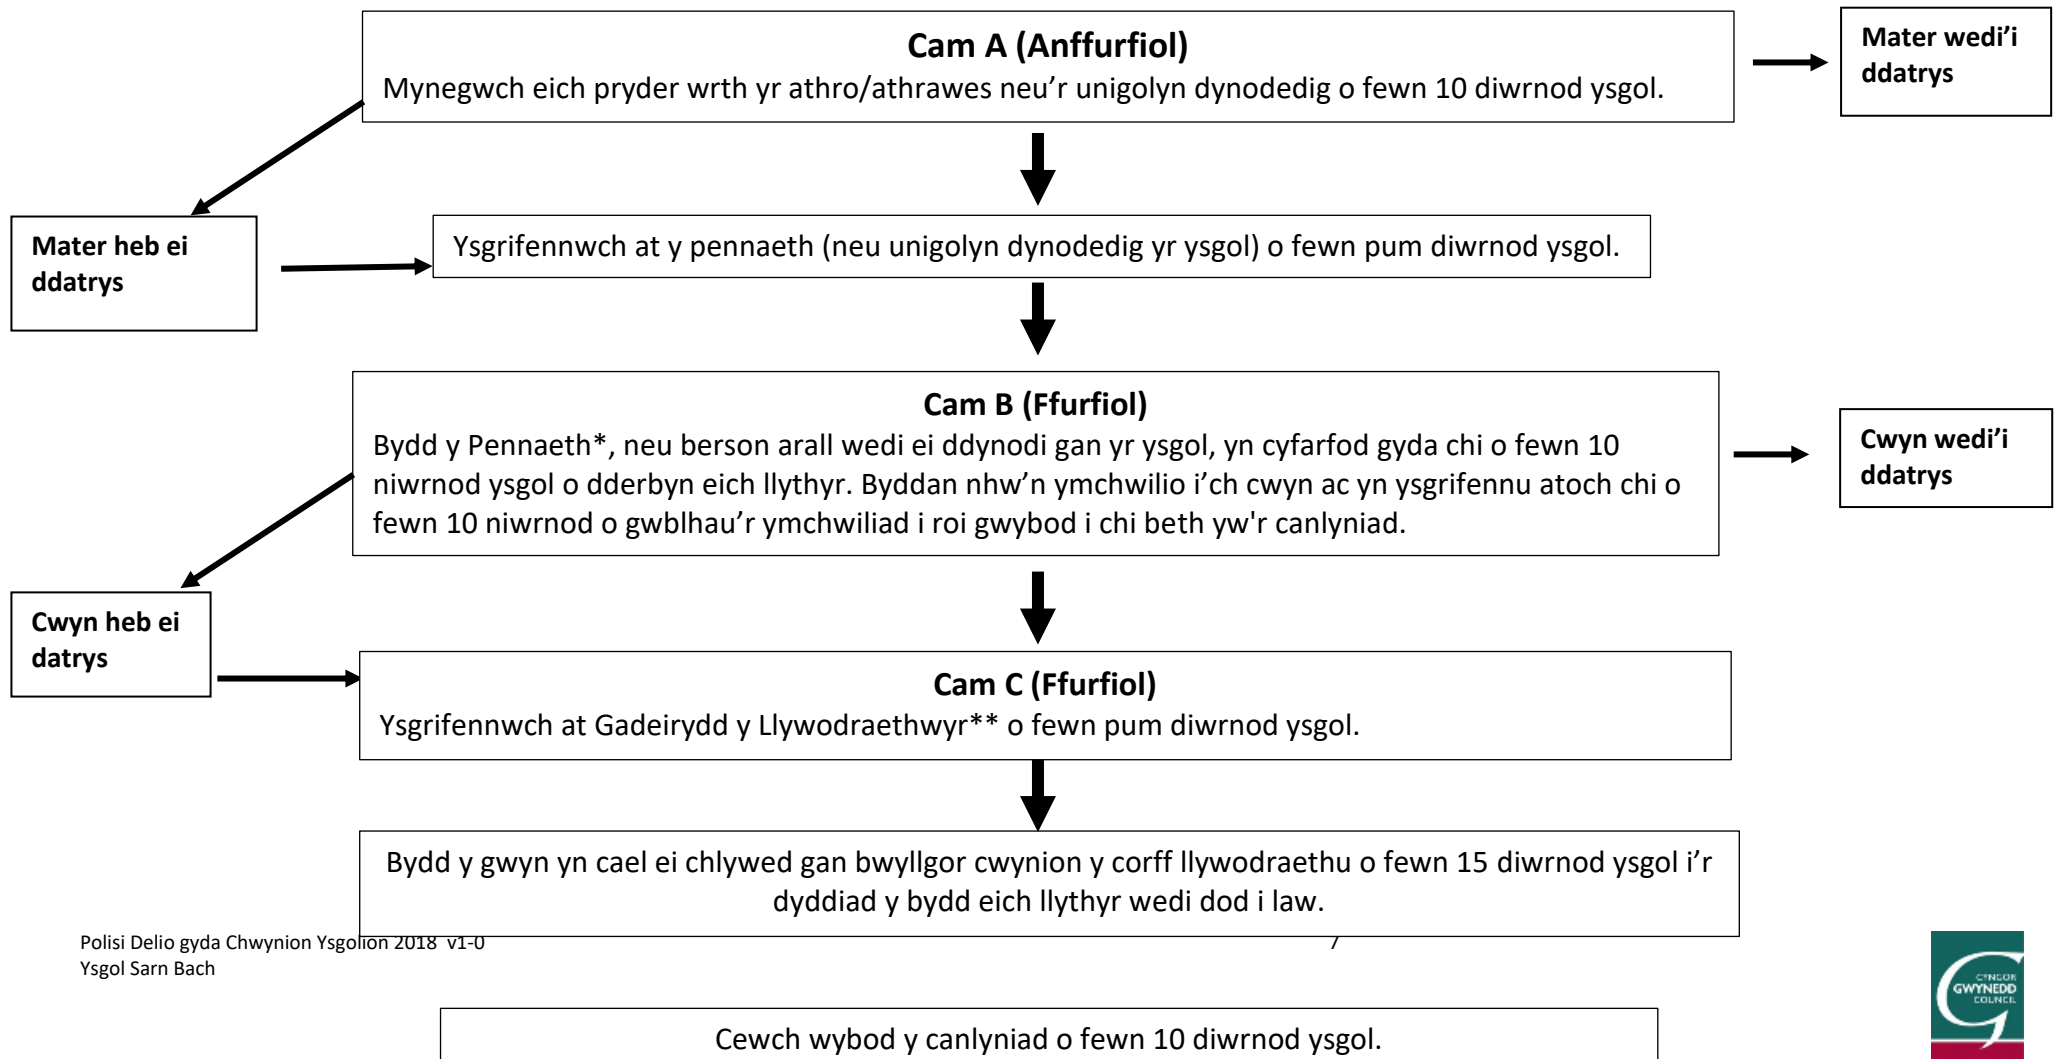 Cam A (Anffurfiol)
Mynegwch eich pryder wrth yr athro/athrawes neu'r unigolyn dynodedig o fewn 10 diwrnod ysgol.
Mater wedi'i
ddatrys
Mater heb ei
ddatrys
Ysgrifennwch at y pennaeth (neu unigolyn dynodedig yr ysgol) o fewn pum diwrnod ysgol.
Cam B (Ffurfiol)
Bydd y Pennaeth*, neu berson arall wedi ei ddynodi gan yr ysgol, yn cyfarfod gyda chi o fewn 10
niwrnod ysgol o dderbyn eich llythyr. Byddan nhw'n ymchwilio i'ch cwyn ac yn ysgrifennu atoch chi o
fewn 10 niwrnod o gwblhau'r ymchwiliad i roi gwybod i chi beth yw'r canlyniad.
Cwyn wedi'i
ddatrys
Cwyn heb ei
datrys
Cam C (Ffurfiol)
Ysgrifennwch at Gadeirydd y Llywodraethwyr** o fewn pum diwrnod ysgol.
Bydd y gwyn yn cael ei chlywed gan bwyllgor cwynion y corff llywodraethu o fewn 15 diwrnod ysgol i'r
dyddiad y bydd eich llythyr wedi dod i law.
Polisi Delio gyda Chwynion Ysgolion 2018 v1-0
7
Ysgol Sarn Bach
CYNGOR
GWYNEDD
COUNCIL
Cewch wybod y canlyniad o fewn 10 diwrnod ysgol.